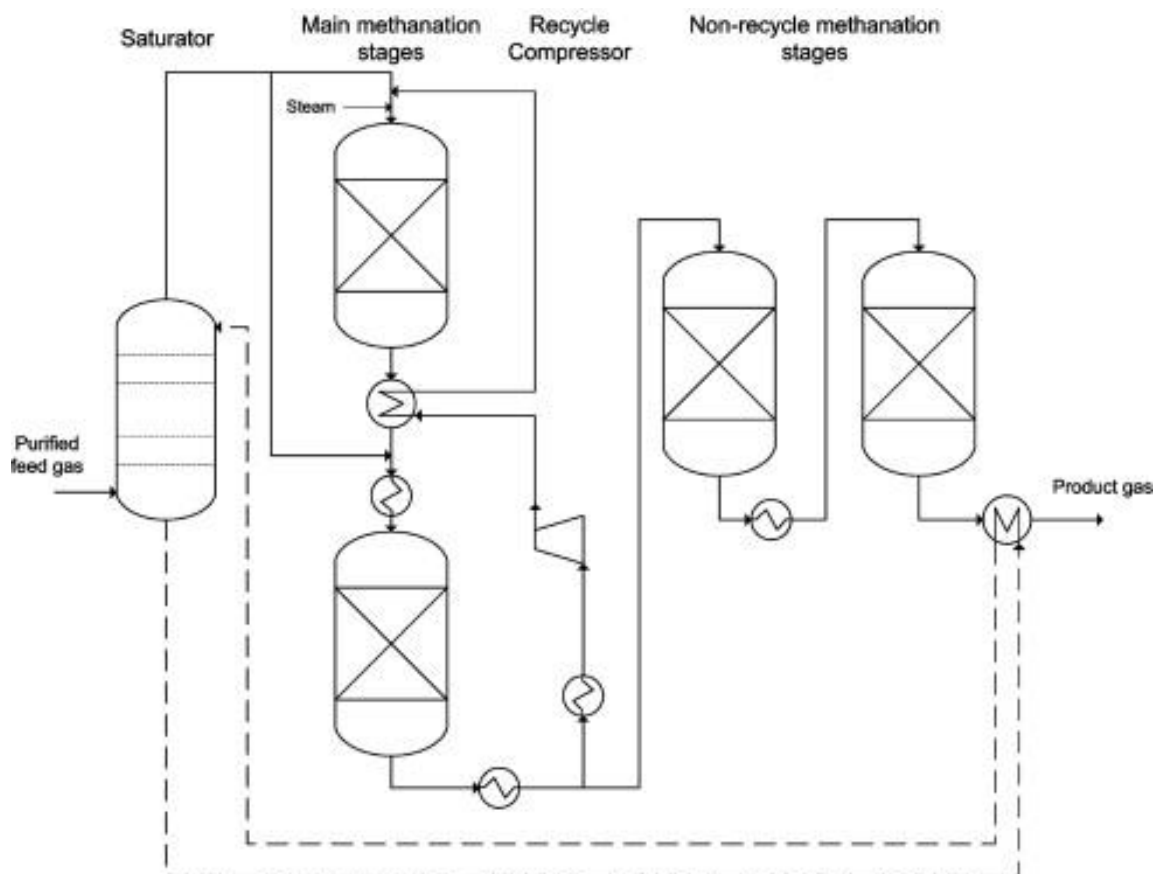 Saturator
Main methanation
stages
Recycle
Compressor
Non-recycle methanation
stages
Steam
Purified
feed gas
Product gas